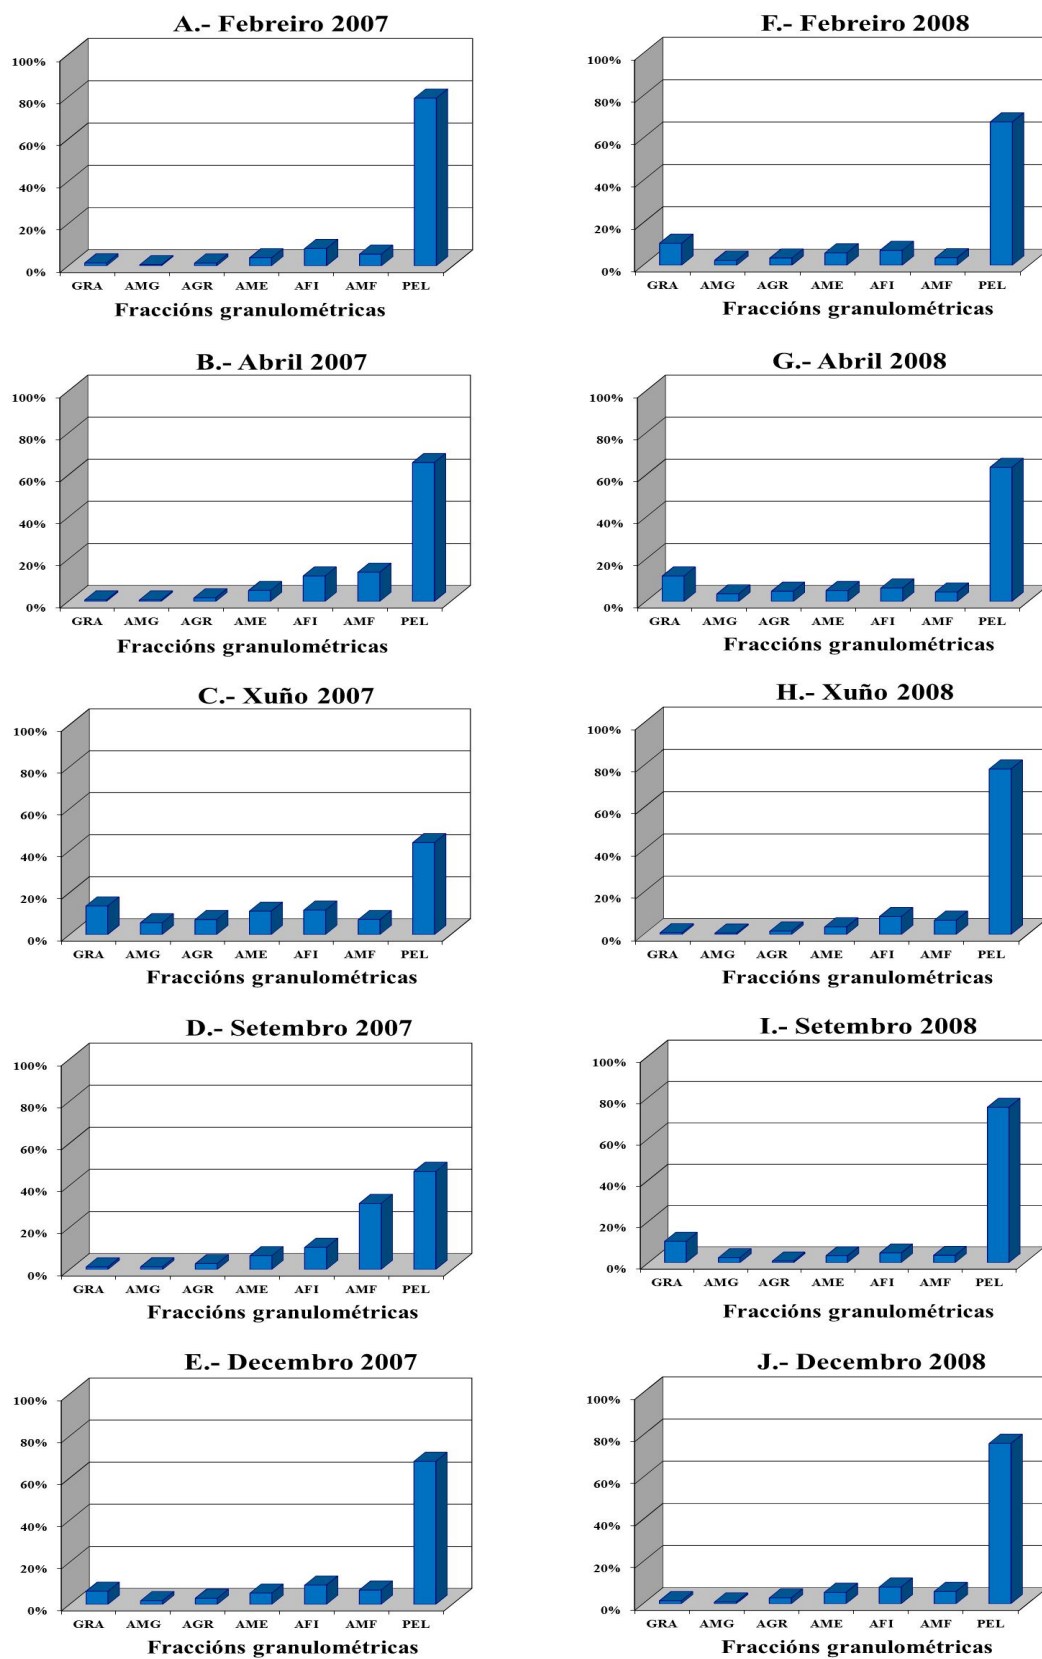 A.- Febreiro 2007
100%
80%
60%
40%
20%
0%
GRA AMG AGR AME AFI AMF PEL
Fraccións granulométricas
B.- Abril 2007
100%
80%
60%
40%
20%
0%
GRA AMG AGR AME AFI AMF PEL
Fraccións granulométricas
C.- Xuño 2007
100%
80%
60%
40%
20%
0%
GRA AMG AGR AME AFI AMF PEL
Fraccións granulométricas
D.- Setembro 2007
100%
80%
60%
40%
20%
0%
GRA AMG AGR AME AFI AMF PEL
Fraccións granulométricas
E.- Decembro 2007
100%
80%
60%
40%
20%
0%
GRA AMG AGR AME AFI AMF PEL
Fraccións granulométricas
F.- Febreiro 2008
100%
80%
60%
40%
20%
0%
GRA AMG AGR AME AFI AMF PEL
Fraccións granulométricas
G.- Abril 2008
100%
80%
60%
40%
20%
0%
GRA AMG AGR AME AFI AMF PEL
Fraccións granulométricas
H.- Xuño 2008
100%
80%
60%
40%
20%
0%
GRA AMG AGR AME AFI AMF PEL
Fraccións granulométricas
I.- Setembro 2008
100%
80%
60%
40%
20%
0%
GRA AMG AGR AME AFI AMF PEL
Fraccións granulométricas
J.- Decembro 2008
100%
80%
60%
40%
20%
0%
GRA AMG AGR AME AFI AMF PEL
Fraccións granulométricas